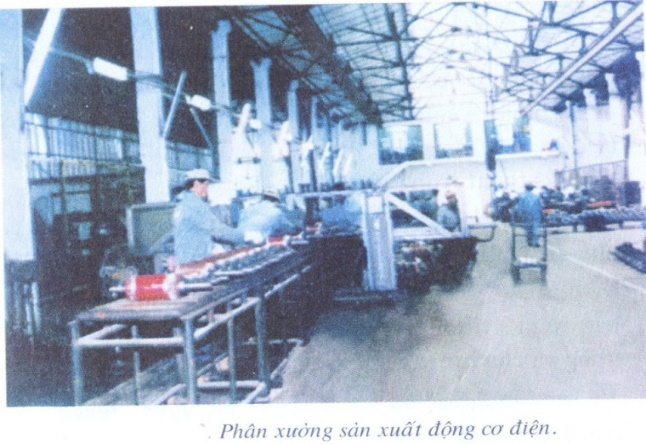 Phân xưởng sản xuất động cơ điện.